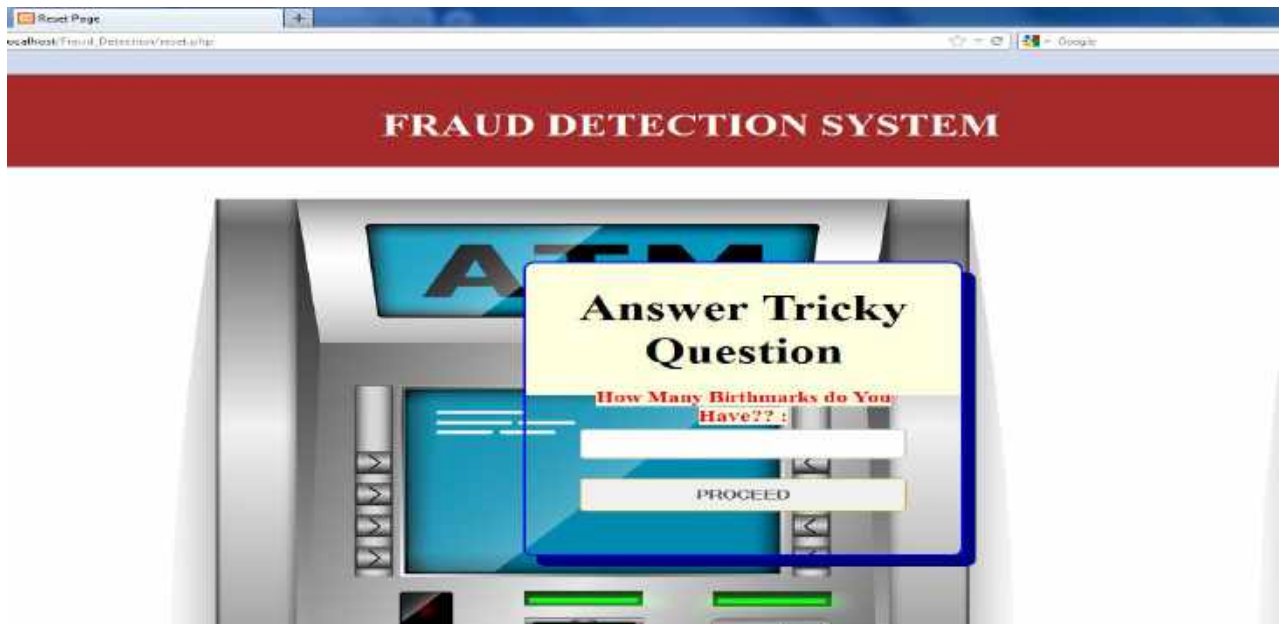 Reset Page
localhost/Fraud_Detection/reset.php
Google
FRAUD DETECTION SYSTEM
ATM
Answer Tricky
Question
How Many Birthmarks do You
Have?? :
PROCEED